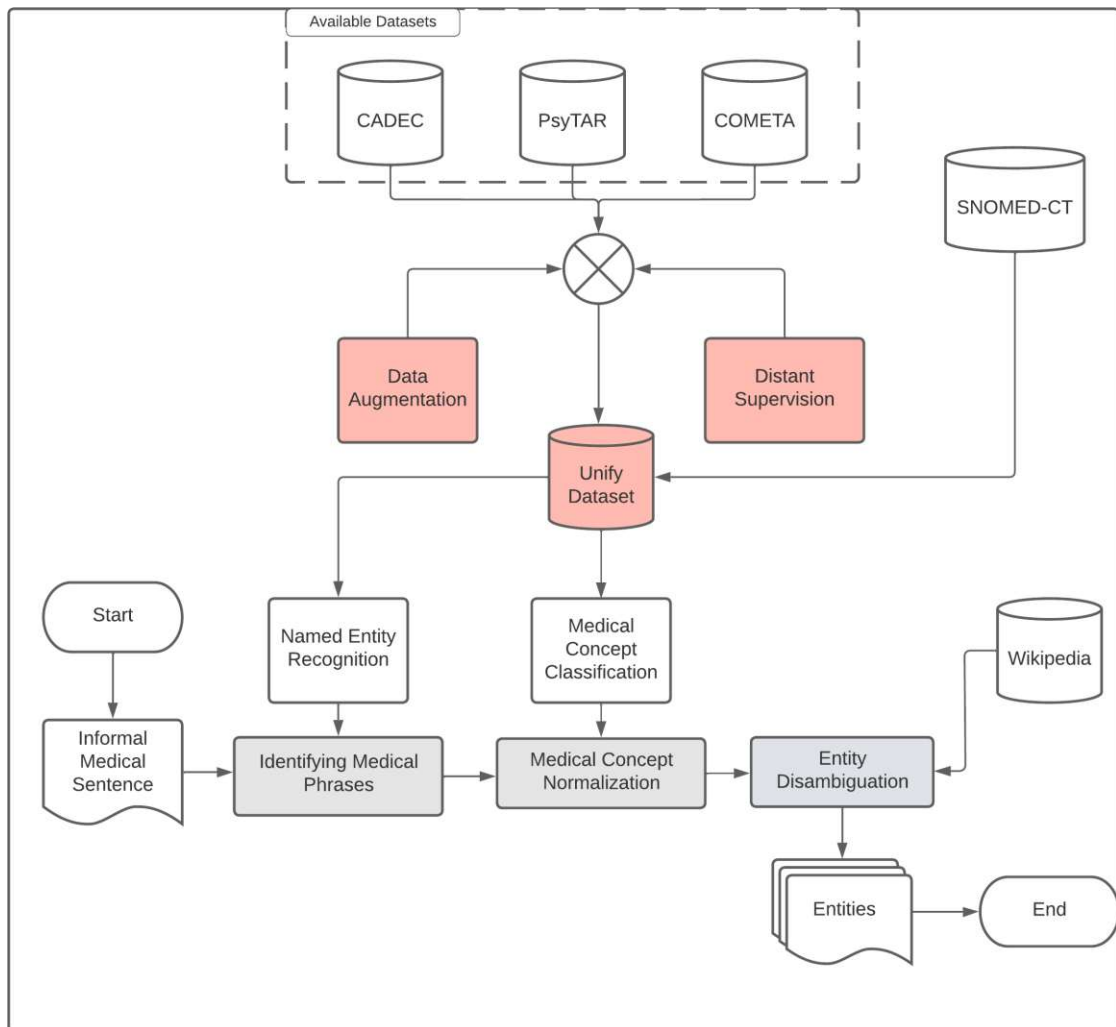 Available Datasets
CADEC
PsyTAR
COMETA
SNOMED-CT
Data
Augmentation
Distant
Supervision
Unify
Dataset
Start
Named Entity
Recognition
Medical
Concept
Classification
Wikipedia
Informal
Medical
Sentence
Identifying Medical
Phrases
Medical Concept
Normalization
Entity
Disambiguation
Entities
End